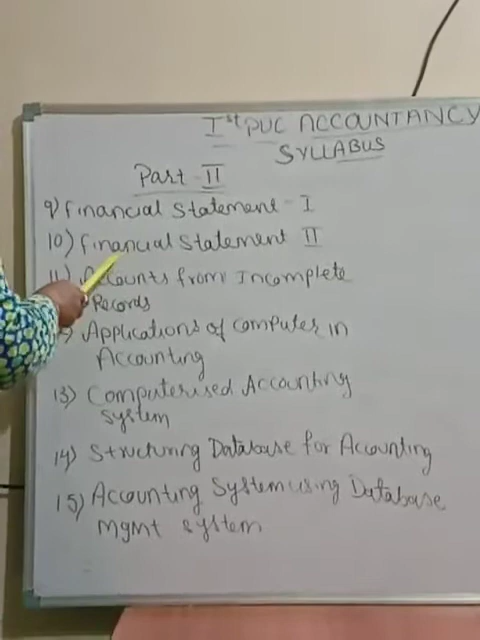 Ist PUC ACCOUNTANCY
SYLLABUS
Part - II
9) Financial Statement - I
10) Financial Statement II
11) Accounts from Incomplete
Records
12) Applications of Computer in
Accounting
13) Computerised Accounting
System
14) Structuring Database for Accounting
15) Accounting System using Database
Mgmt System